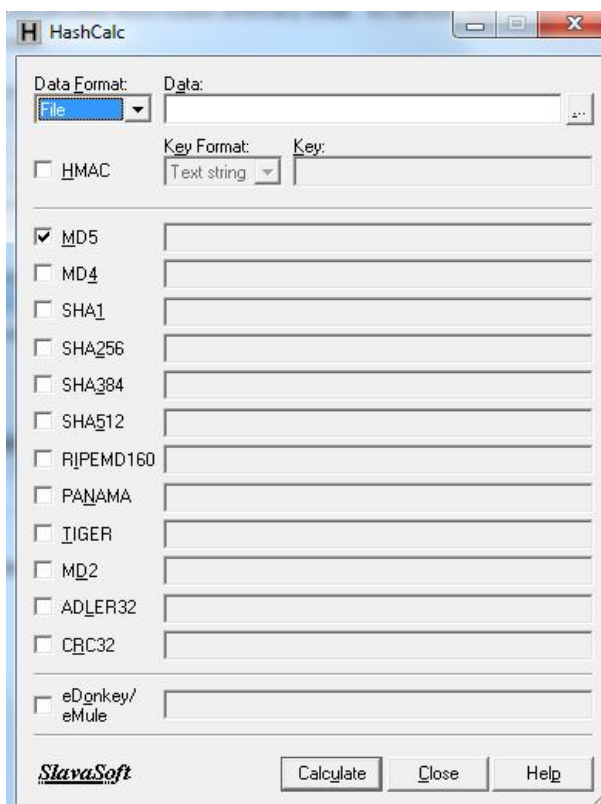 H HashCalc
Data Format: Data:
File ...
Key Format: Key:
HMAC Text string
MD5
MD4
SHA1
SHA256
SHA384
SHA512
RIPEMD160
PANAMA
TIGER
MD2
ADLER32
CRC32
eDonkey/
eMule
SlavaSoft Calculate Close Help